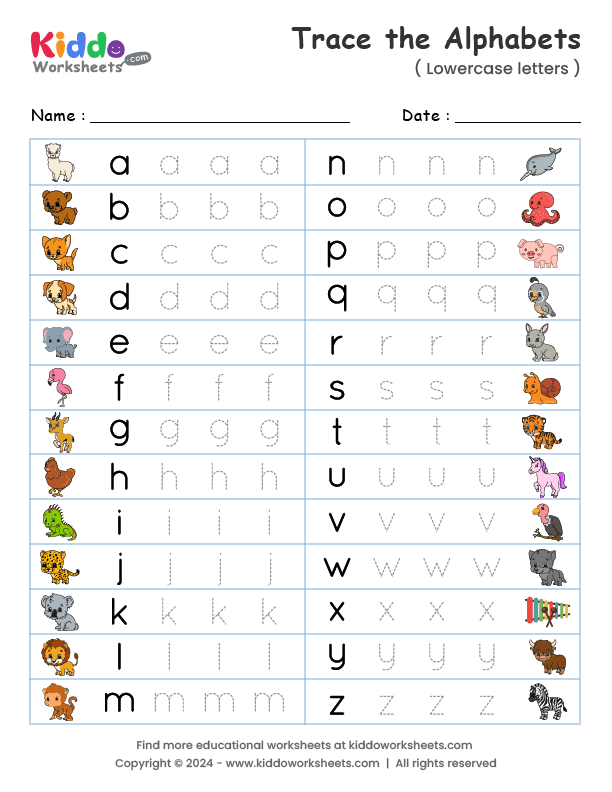 Kiddo
Worksheets.com
Trace the Alphabets
( Lowercase letters )
Name :
Date :
a a a a n n n n
b b b b o o o o
c c c c p p p p
d d d d q q q q
e e e e r r r r
f f f f s s s s
g g g g t t t t
h h h h u u u u
i i i i v v v v
j j j j w w w w
k k k k x x x x
l l l l y y y y
m m m m z z z z
Find more educational worksheets at kiddoworksheets.com
Copyright © 2024 - www.kiddoworksheets.com | All rights reserved